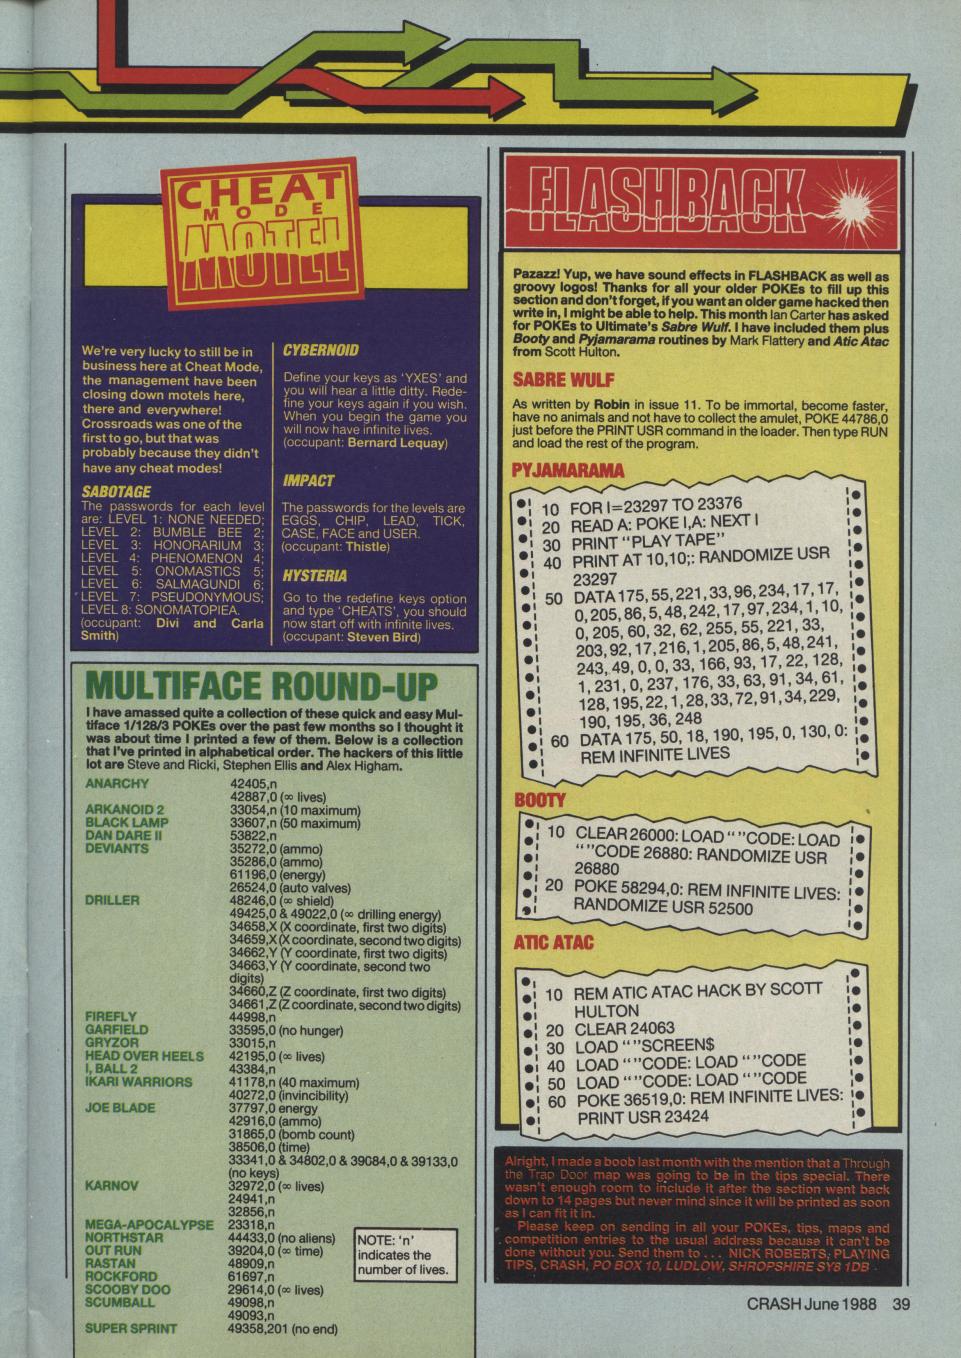 CHEAT
MODE
MOTEL
We're very lucky to still be in
business here at Cheat Mode,
the management have been
closing down motels here,
there and everywhere!
Crossroads was one of the
first to go, but that was
probably because they didn't
have any cheat modes!
SABOTAGE
The passwords for each level
are: LEVEL 1: NONE NEEDED;
LEVEL 2: BUMBLE BEE 2;
LEVEL 3: HONORARIUM 3;
LEVEL 4: PHENOMENON 4;
LEVEL 5: ONOMASTICS 5;
LEVEL 6: SALMAGUNDI 6;
LEVEL 7: PSEUDONYMOUS;
LEVEL 8: SONOMATOPIEA.
(occupant: Divi and Carla
Smith)
CYBERNOID
Define your keys as 'YXES' and
you will hear a little ditty. Rede-
fine your keys again if you wish.
When you begin the game you
will now have infinite lives.
(occupant: Bernard Lequay)
IMPACT
The passwords for the levels are
EGGS, CHIP, LEAD, TICK,
CASE, FACE and USER.
(occupant: Thistle)
HYSTERIA
Go to the redefine keys option
and type 'CHEATS', you should
now start off with infinite lives.
(occupant: Steven Bird)
MULTIFACE ROUND-UP
I have amassed quite a collection of these quick and easy Mul-
tiface 1/128/3 POKEs over the past few months so I thought it
was about time I printed a few of them. Below is a collection
that I've printed in alphabetical order. The hackers of this little
lot are Steve and Ricki, Stephen Ellis and Alex Higham.
ANARCHY 42405,n
42887,0 (∞ lives)
ARKANOID 2 33054,n (10 maximum)
BLACK LAMP 33607,n (50 maximum)
DAN DARE II 53822,n
DEVIANTS 35272,0 (ammo)
35286,0 (ammo)
61196,0 (energy)
26524,0 (auto valves)
DRILLER 48246,0 (∞ shield)
49425,0 & 49022,0 (∞ drilling energy)
34658,X (X coordinate, first two digits)
34659,X (X coordinate, second two digits)
34662,Y (Y coordinate, first two digits)
34663,Y (Y coordinate, second two
digits)
34660,Z (Z coordinate, first two digits)
34661,Z (Z coordinate, second two digits)
FIREFLY 44998,n
GARFIELD 33595,0 (no hunger)
GRYZOR 33015,n
HEAD OVER HEELS 42195,0 (∞ lives)
I, BALL 2 43384,n
IKARI WARRIORS 41178,n (40 maximum)
40272,0 (invincibility)
JOE BLADE 37797,0 energy
42916,0 (ammo)
31865,0 (bomb count)
38506,0 (time)
33341,0 & 34802,0 & 39084,0 & 39133,0
(no keys)
KARNOV 32972,0 (∞ lives)
24941,n
32856,n
MEGA-APOCALYPSE 23318,n
NORTHSTAR 44433,0 (no aliens)
OUT RUN 39204,0 (∞ time)
RASTAN 48909,n
ROCKFORD 61697,n
SCOOBY DOO 29614,0 (∞ lives)
SCUMBALL 49098,n
49093,n
SUPER SPRINT 49358,201 (no end)
NOTE: 'n'
indicates the
number of lives.
FLASHBACK
Pazazz! Yup, we have sound effects in FLASHBACK as well as
groovy logos! Thanks for all your older POKEs to fill up this
section and don't forget, if you want an older game hacked then
write in, I might be able to help. This month Ian Carter has asked
for POKEs to Ultimate's Sabre Wulf. I have included them plus
Booty and Pyjamarama routines by Mark Flattery and Atic Atac
from Scott Hulton.
SABRE WULF
As written by Robin in issue 11. To be immortal, become faster,
have no animals and not have to collect the amulet, POKE 44786,0
just before the PRINT USR command in the loader. Then type RUN
and load the rest of the program.
PYJAMARAMA
10 FOR I=23297 TO 23376
20 READ A: POKE I,A: NEXT I
30 PRINT "PLAY TAPE"
40 PRINT AT 10,10;: RANDOMIZE USR
23297
50 DATA 175, 55, 221, 33, 96, 234, 17, 17,
0, 205, 86, 5, 48, 242, 17, 97, 234, 1, 10,
0, 205, 60, 32, 62, 255, 55, 221, 33,
203, 92, 17, 216, 1, 205, 86, 5, 48, 241,
243, 49, 0, 0, 33, 166, 93, 17, 22, 128,
1, 231, 0, 237, 176, 33, 63, 91, 34, 61,
128, 195, 22, 1, 28, 33, 72, 91, 34, 229,
190, 195, 36, 248
60 DATA 175, 50, 18, 190, 195, 0, 130, 0:
REM INFINITE LIVES
BOOTY
10 CLEAR 26000: LOAD " "CODE: LOAD
" "CODE 26880: RANDOMIZE USR
26880
20 POKE 58294,0: REM INFINITE LIVES:
RANDOMIZE USR 52500
ATIC ATAC
10 REM ATIC ATAC HACK BY SCOTT
HULTON
20 CLEAR 24063
30 LOAD " "SCREEN$
40 LOAD " "CODE: LOAD " "CODE
50 LOAD " "CODE: LOAD " "CODE
60 POKE 36519,0: REM INFINITE LIVES:
PRINT USR 23424
Alright, I made a boob last month with the mention that a Through
the Trap Door map was going to be in the tips special. There
wasn't enough room to include it after the section went back
down to 14 pages but never mind since it will be printed as soon
as I can fit it in.
Please keep on sending in all your POKEs, tips, maps and
competition entries to the usual address because it can't be
done without you. Send them to . . . NICK ROBERTS, PLAYING
TIPS, CRASH, PO BOX 10, LUDLOW, SHROPSHIRE SY8 1DB
CRASH June 1988 39